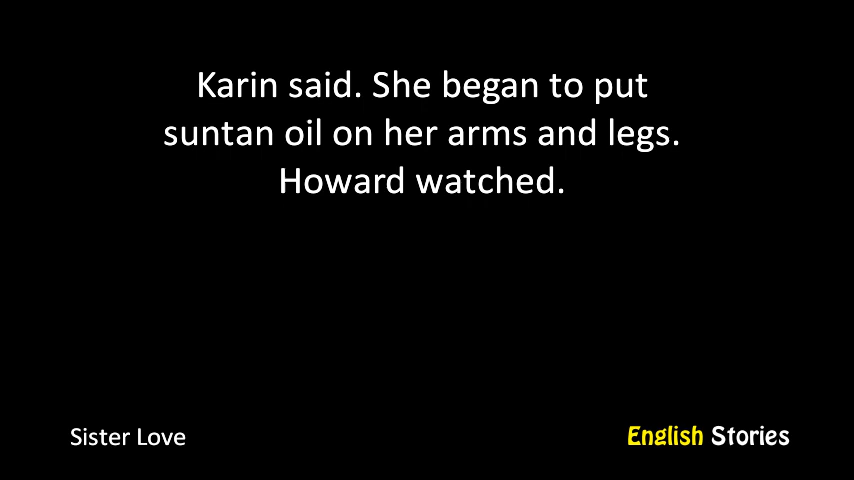 Karin said. She began to put
suntan oil on her arms and legs.
Howard watched.
Sister Love
English Stories